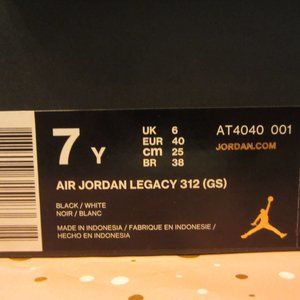 7 Y
UK 6
EUR 40
cm 25
BR 38
AT4040 001
JORDAN.COM
AIR JORDAN LEGACY 312 (GS)
BLACK / WHITE
NOIR / BLANC
MADE IN INDONESIA / FABRIQUE EN INDONESIE /
HECHO EN INDONESIA